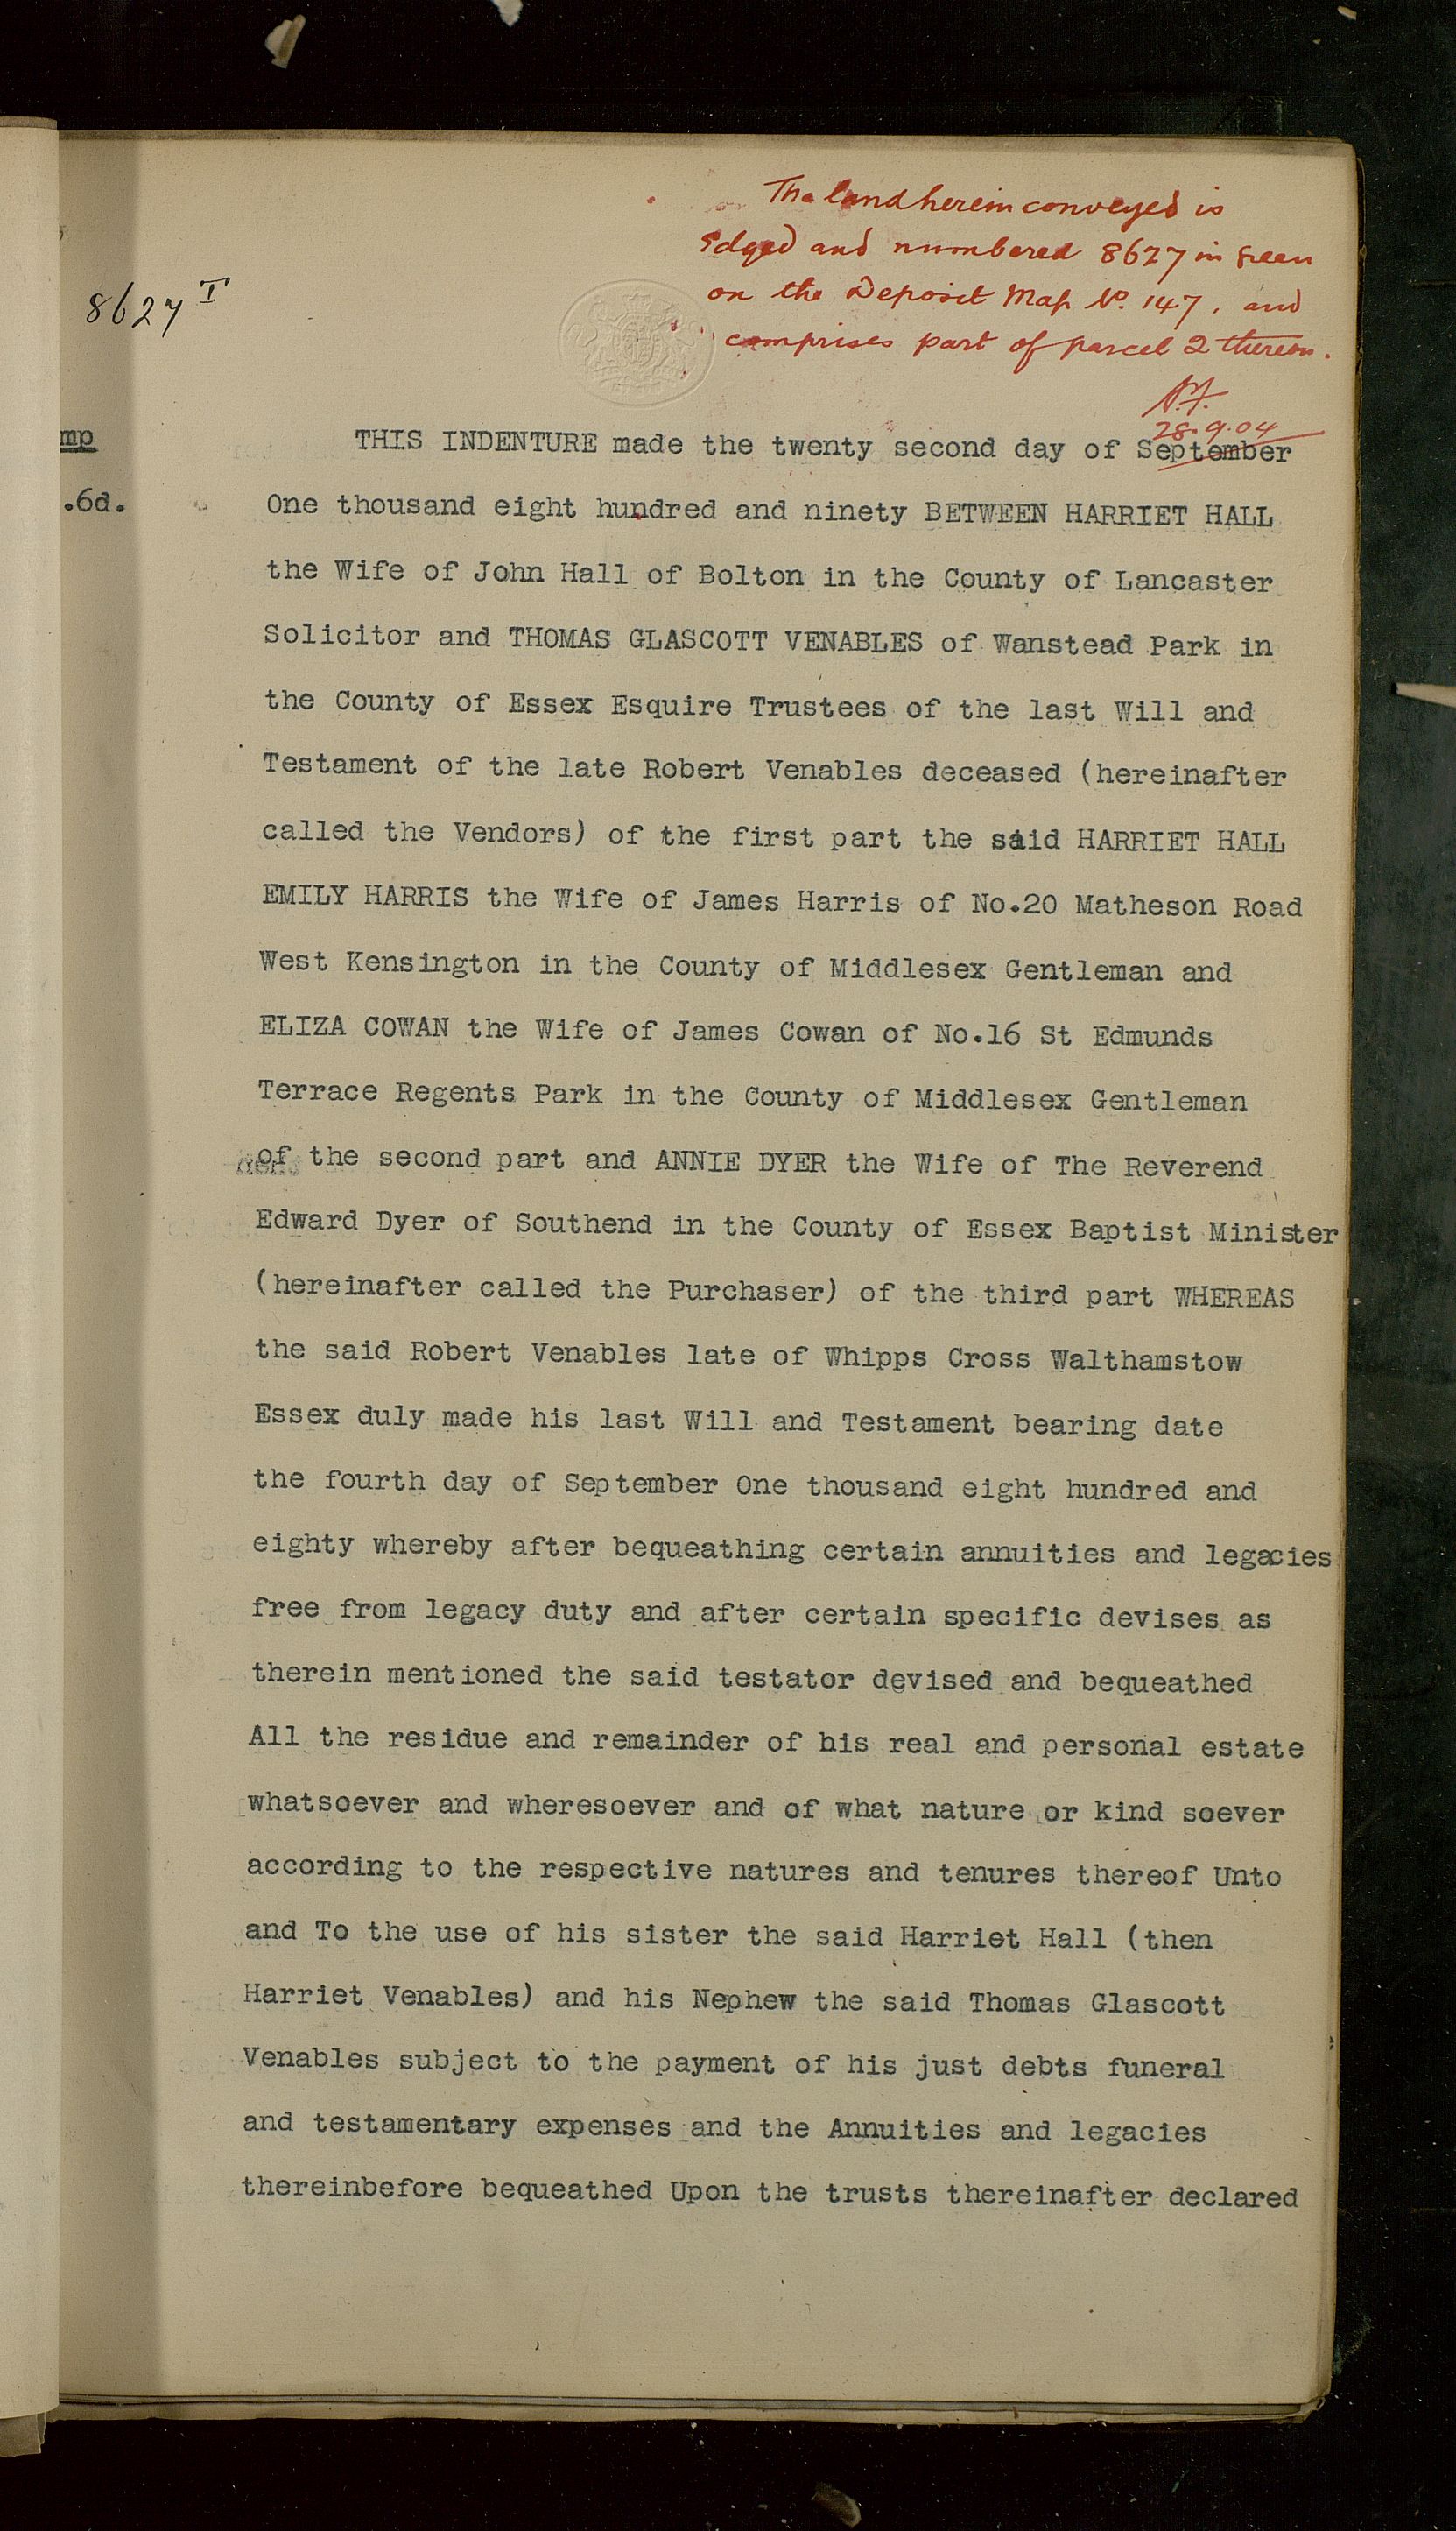 The land herein conveyed is
Edged and numbered 8627 in Green
on the Deposit Map No. 147, and
comprises part of parcel 2 thereon.
28.9.04
8627 I
mp
.6d.
THIS INDENTURE made the twenty second day of September
One thousand eight hundred and ninety BETWEEN HARRIET HALL
the Wife of John Hall of Bolton in the County of Lancaster
Solicitor and THOMAS GLASCOTT VENABLES of Wanstead Park in
the County of Essex Esquire Trustees of the last Will and
Testament of the late Robert Venables deceased (hereinafter
called the Vendors) of the first part the said HARRIET HALL
EMILY HARRIS the Wife of James Harris of No.20 Matheson Road
West Kensington in the County of Middlesex Gentleman and
ELIZA COWAN the Wife of James Cowan of No.16 St Edmunds
Terrace Regents Park in the County of Middlesex Gentleman
of the second part and ANNIE DYER the Wife of The Reverend
Edward Dyer of Southend in the County of Essex Baptist Minister
(hereinafter called the Purchaser) of the third part WHEREAS
the said Robert Venables late of Whipps Cross Walthamstow
Essex duly made his last Will and Testament bearing date
the fourth day of September One thousand eight hundred and
eighty whereby after bequeathing certain annuities and legacies
free from legacy duty and after certain specific devises as
therein mentioned the said testator devised and bequeathed
All the residue and remainder of his real and personal estate
whatsoever and wheresoever and of what nature or kind soever
according to the respective natures and tenures thereof Unto
and To the use of his sister the said Harriet Hall (then
Harriet Venables) and his Nephew the said Thomas Glascott
Venables subject to the payment of his just debts funeral
and testamentary expenses and the Annuities and legacies
thereinbefore bequeathed Upon the trusts thereinafter declared